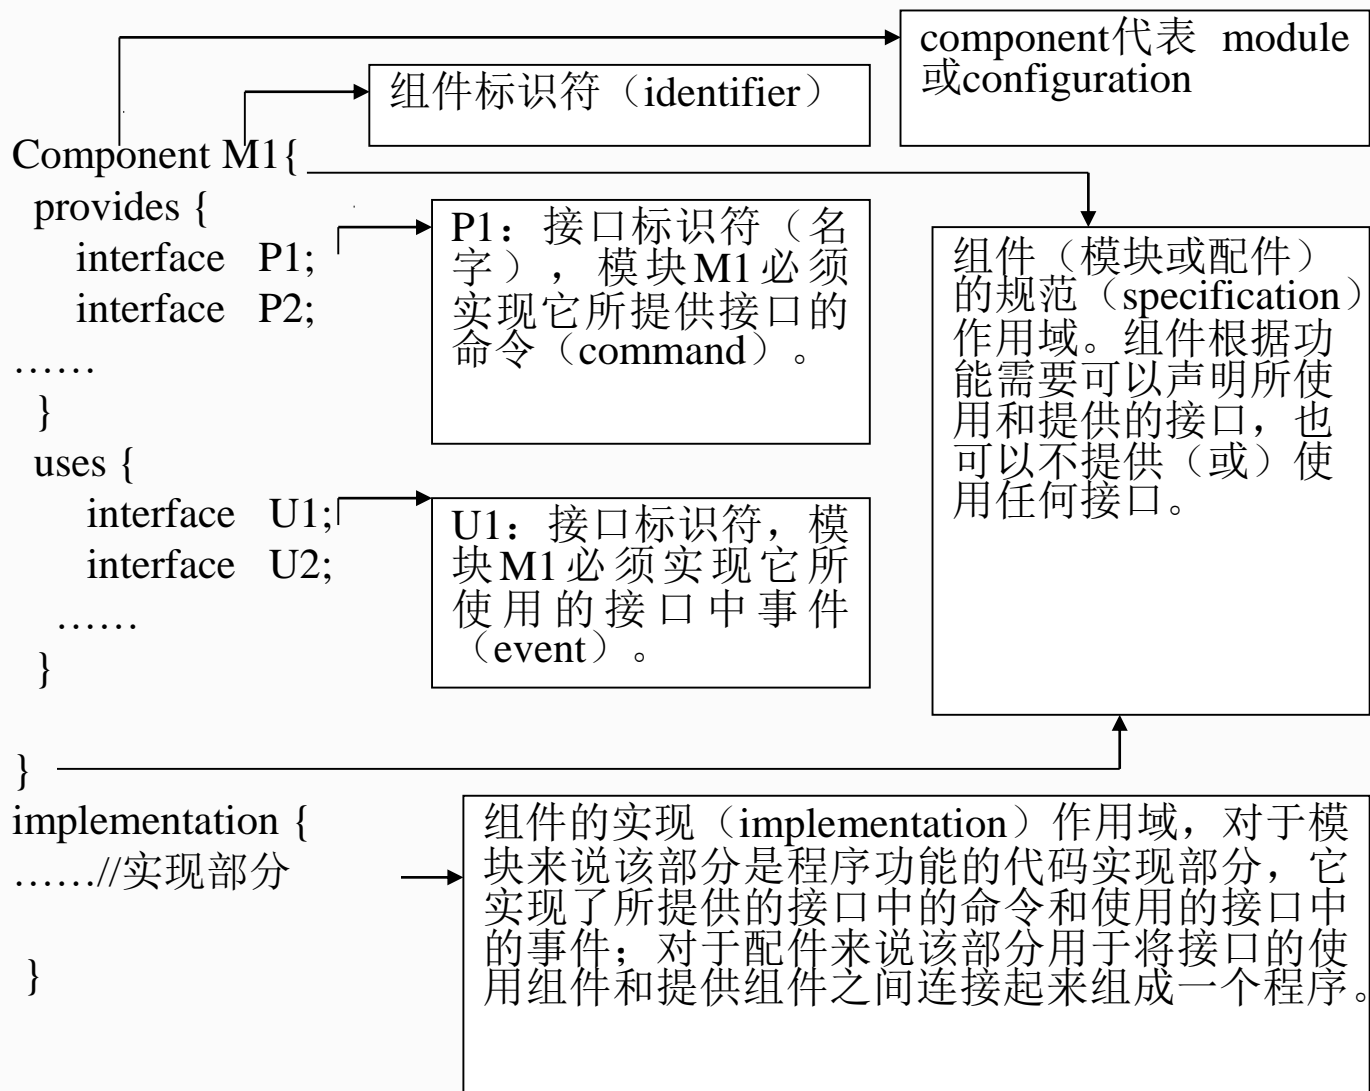 component代表 module
或configuration
组件标识符（identifier）
Component M1{
provides {
interface P1;
interface P2;
……
}
uses {
interface U1;
interface U2;
……
}
}
implementation {
……//实现部分
}
P1：接口标识符（名
字），模块M1必须
实现它所提供接口的
命令（command）。
U1：接口标识符，模
块M1必须实现它所
使用的接口中事件
（event）。
组件（模块或配件）
的规范（specification）
作用域。组件根据功
能需要可以声明所使
用和提供的接口，也
可以不提供（或）使
用任何接口。
组件的实现（implementation）作用域，对于模
块来说该部分是程序功能的代码实现部分，它
实现了所提供的接口中的命令和使用的接口中
的事件；对于配件来说该部分用于将接口的使
用组件和提供组件之间连接起来组成一个程序。